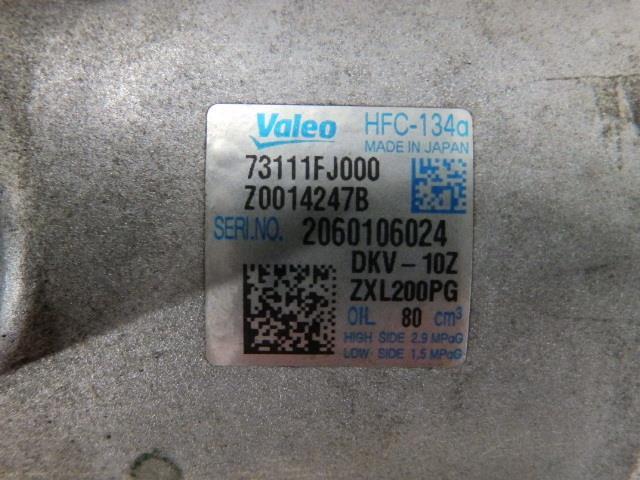 Valeo HFC-134a
MADE IN JAPAN
73111FJ000
Z0014247B
SERI.NO. 2060106024
DKV-10Z
ZXL200PG
OIL 80 cm³
HIGH SIDE 2.9 MPaG
LOW SIDE 1.5 MPaG